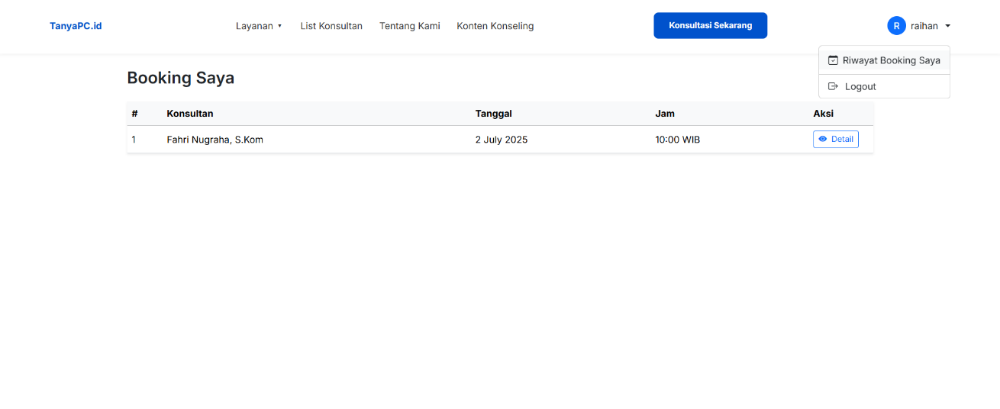 TanyaPC.id Layanan List Konsultan Tentang Kami Konten Konseling Konsultasi Sekarang R raihan
Riwayat Booking Saya
Logout
Booking Saya
# Konsultan Tanggal Jam Aksi
1 Fahri Nugraha, S.Kom 2 July 2025 10:00 WIB Detail